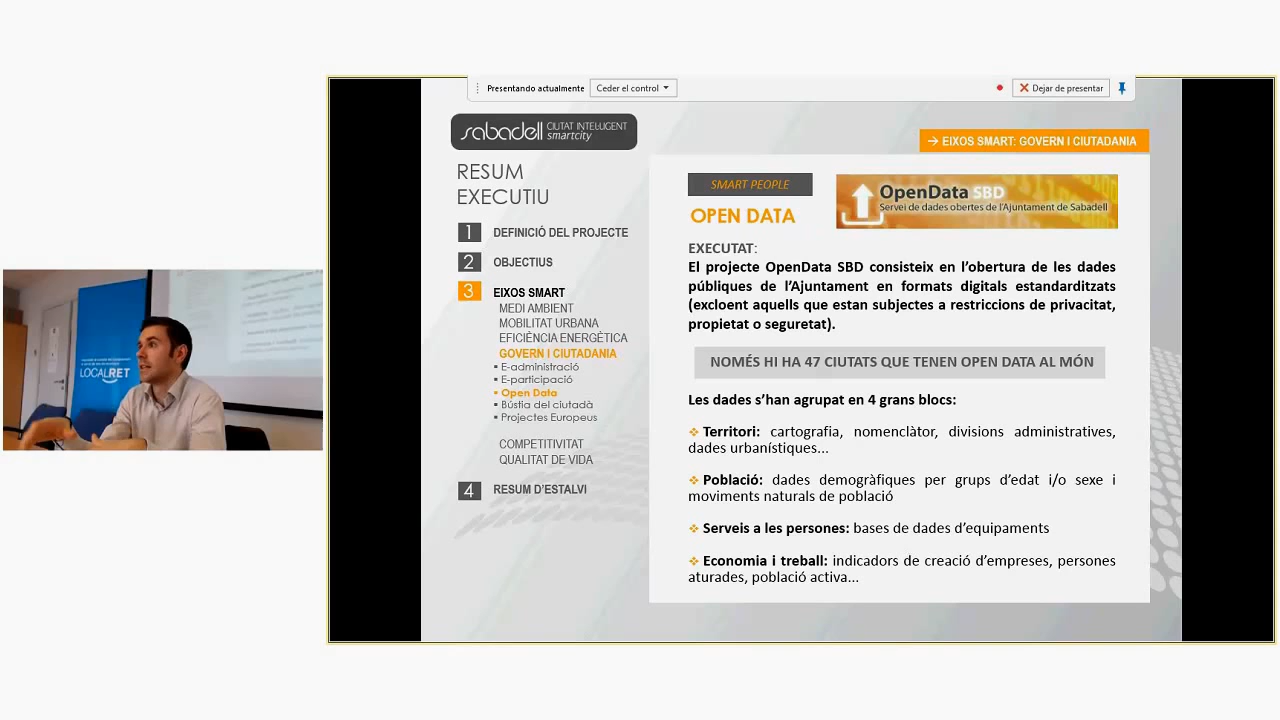 Presentando actualmente
Ceder el control
Dejar de presentar
sabadell CIUTAT INTEL·LIGENT
smartcity
→ EIXOS SMART: GOVERN I CIUTADANIA
RESUM
EXECUTIU
1 DEFINICIÓ DEL PROJECTE
2 OBJECTIUS
3 EIXOS SMART
MEDI AMBIENT
MOBILITAT URBANA
EFICIÈNCIA ENERGÈTICA
GOVERN I CIUTADANIA
▪ E-administració
▪ E-participació
▪ Open Data
▪ Bústia del ciutadà
▪ Projectes Europeus
COMPETITIVITAT
QUALITAT DE VIDA
4 RESUM D'ESTALVI
SMART PEOPLE
OPEN DATA
OpenData SBD
Servei de dades obertes de l'Ajuntament de Sabadell
EXECUTAT:
El projecte OpenData SBD consisteix en l'obertura de les dades
públiques de l'Ajuntament en formats digitals estandarditzats
(excloent aquells que estan subjectes a restriccions de privacitat,
propietat o seguretat).
NOMÉS HI HA 47 CIUTATS QUE TENEN OPEN DATA AL MÓN
Les dades s'han agrupat en 4 grans blocs:
❖ Territori: cartografia, nomenclàtor, divisions administratives,
dades urbanístiques...
❖ Població: dades demogràfiques per grups d'edat i/o sexe i
moviments naturals de població
❖ Serveis a les persones: bases de dades d'equipaments
❖ Economia i treball: indicadors de creació d'empreses, persones
aturades, població activa...
LOCALRET